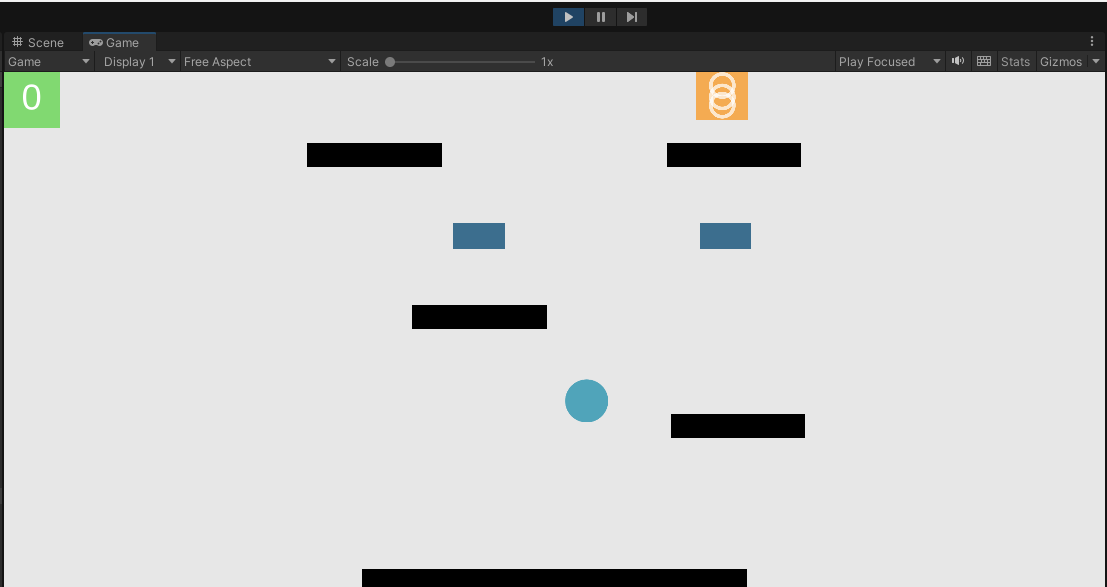 Scene
Game
Game
Display 1
Free Aspect
Scale
1x
Play Focused
Stats
Gizmos
0